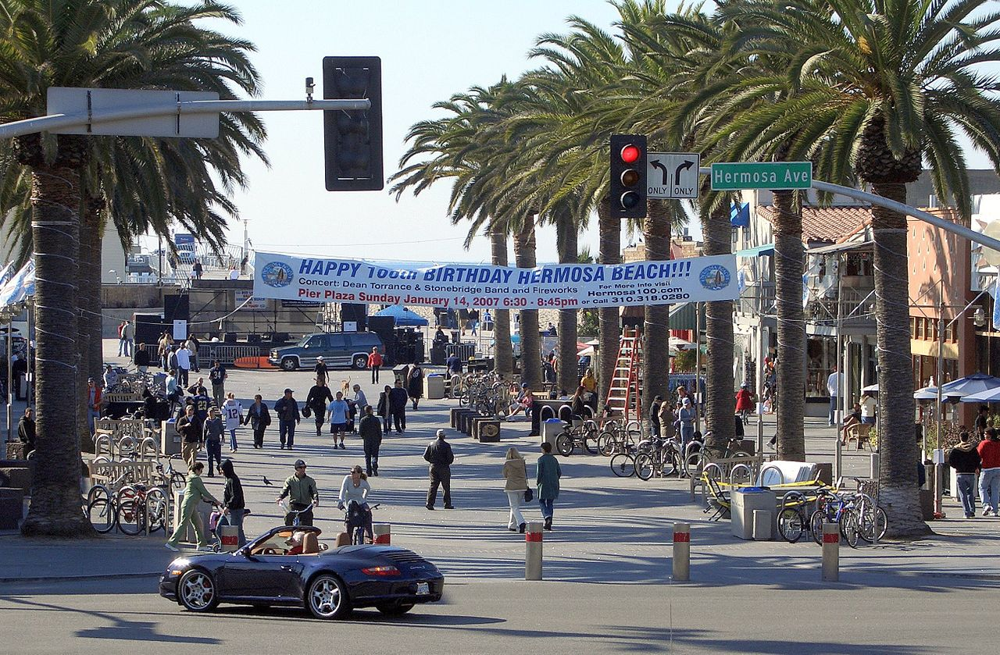 ONLY ONLY
Hermosa Ave
HAPPY 100th BIRTHDAY HERMOSA BEACH!!!
Concert: Dean Torrance & Stonebridge Band and Fireworks
Pier Plaza Sunday January 14, 2007 6:30 - 8:45pm
For More Info visit
Hermosa100.com
or Call 310.318.0280
12